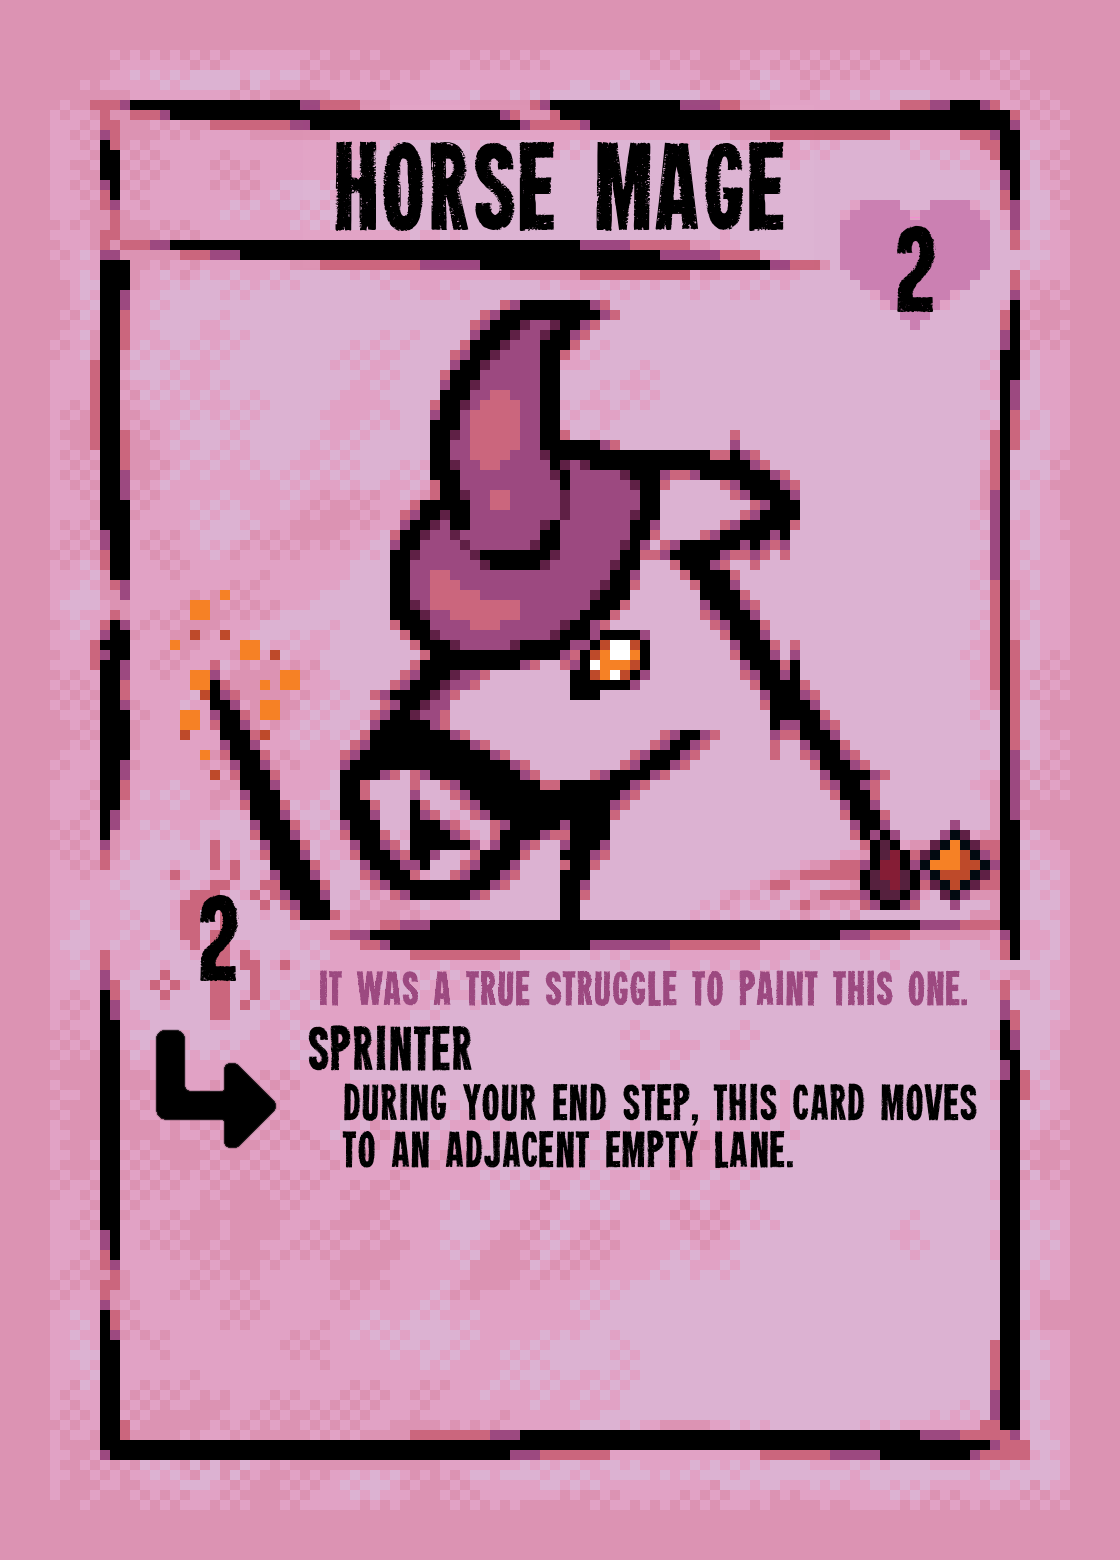 HORSE MAGE
2
2
IT WAS A TRUE STRUGGLE TO PAINT THIS ONE.
SPRINTER
DURING YOUR END STEP, THIS CARD MOVES
TO AN ADJACENT EMPTY LANE.